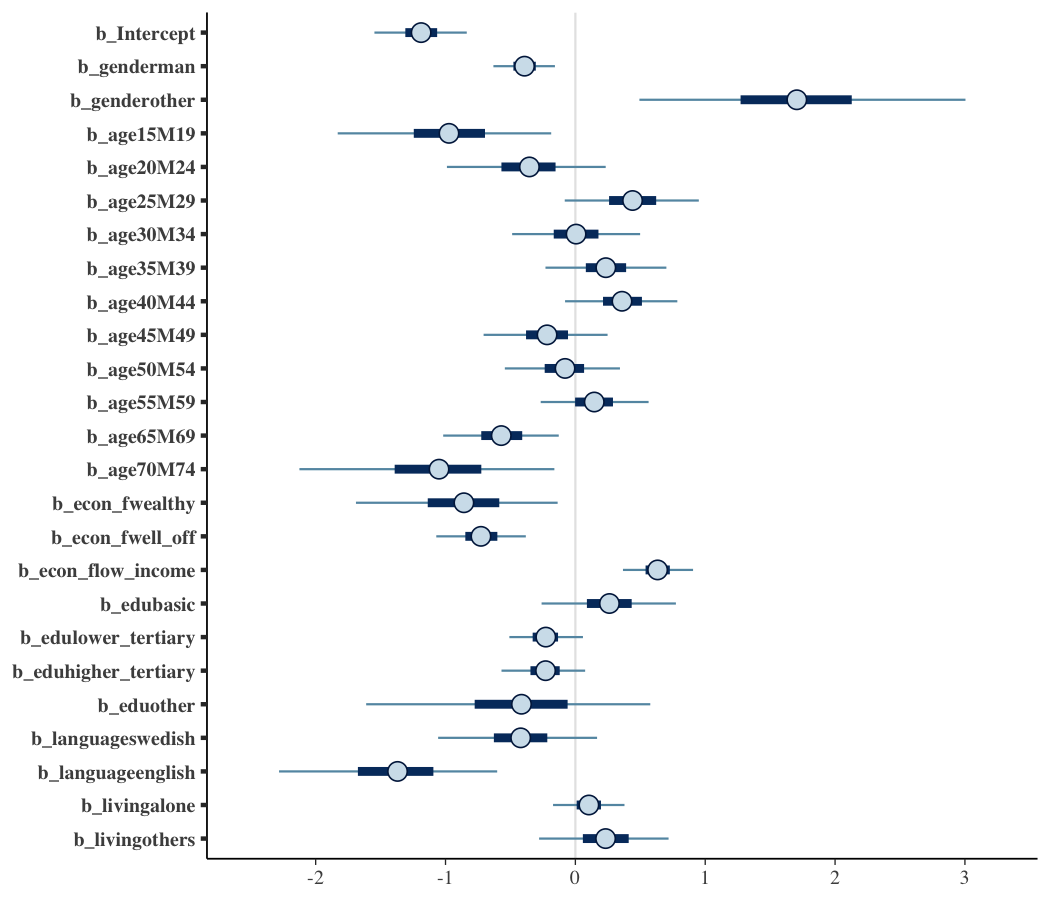 b_Intercept
b_genderman
b_genderother
b_age15M19
b_age20M24
b_age25M29
b_age30M34
b_age35M39
b_age40M44
b_age45M49
b_age50M54
b_age55M59
b_age65M69
b_age70M74
b_econ_fwealthy
b_econ_fwell_off
b_econ_flow_income
b_edubasic
b_edulower_tertiary
b_eduhigher_tertiary
b_eduother
b_languageswedish
b_languageenglish
b_livingalone
b_livingothers
-2 -1 0 1 2 3